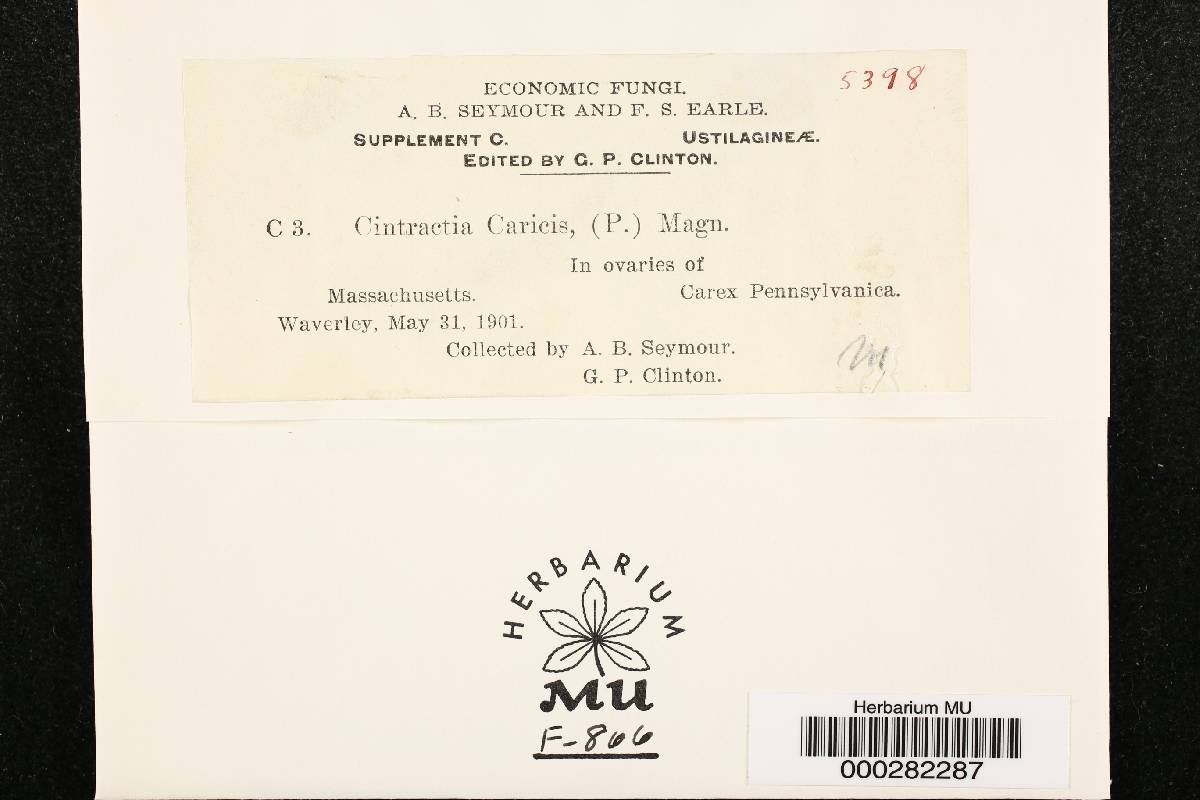 5398
ECONOMIC FUNGI.
A. B. SEYMOUR AND F. S. EARLE.
SUPPLEMENT C. USTILAGINEÆ.
EDITED BY G. P. CLINTON.
C 3. Cintractia Caricis, (P.) Magn.
In ovaries of
Massachusetts. Carex Pennsylvanica.
Waverley, May 31, 1901.
Collected by A. B. Seymour.
G. P. Clinton.
HERBARIUM
MU
F-866
Herbarium MU
000282287